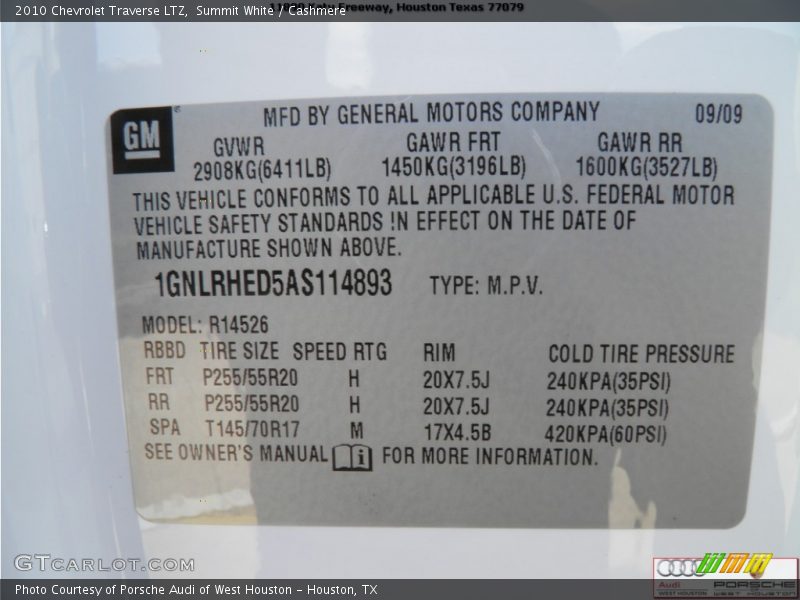 2010 Chevrolet Traverse LTZ, Summit White / Cashmere
Freeway, Houston Texas 77079
GM
MFD BY GENERAL MOTORS COMPANY 09/09
GVWR GAWR FRT GAWR RR
2908KG(6411LB) 1450KG(3196LB) 1600KG(3527LB)
THIS VEHICLE CONFORMS TO ALL APPLICABLE U.S. FEDERAL MOTOR
VEHICLE SAFETY STANDARDS IN EFFECT ON THE DATE OF
MANUFACTURE SHOWN ABOVE.
1GNLRHED5AS114893 TYPE: M.P.V.
MODEL: R14526
RBBD TIRE SIZE SPEED RTG RIM COLD TIRE PRESSURE
FRT P255/55R20 H 20X7.5J 240KPA(35PSI)
RR P255/55R20 H 20X7.5J 240KPA(35PSI)
SPA T145/70R17 M 17X4.5B 420KPA(60PSI)
SEE OWNER'S MANUAL i FOR MORE INFORMATION.
GTCARLOT.COM
Audi PORSCHE
WEST HOUSTON WEST HOUSTON
Photo Courtesy of Porsche Audi of West Houston - Houston, TX